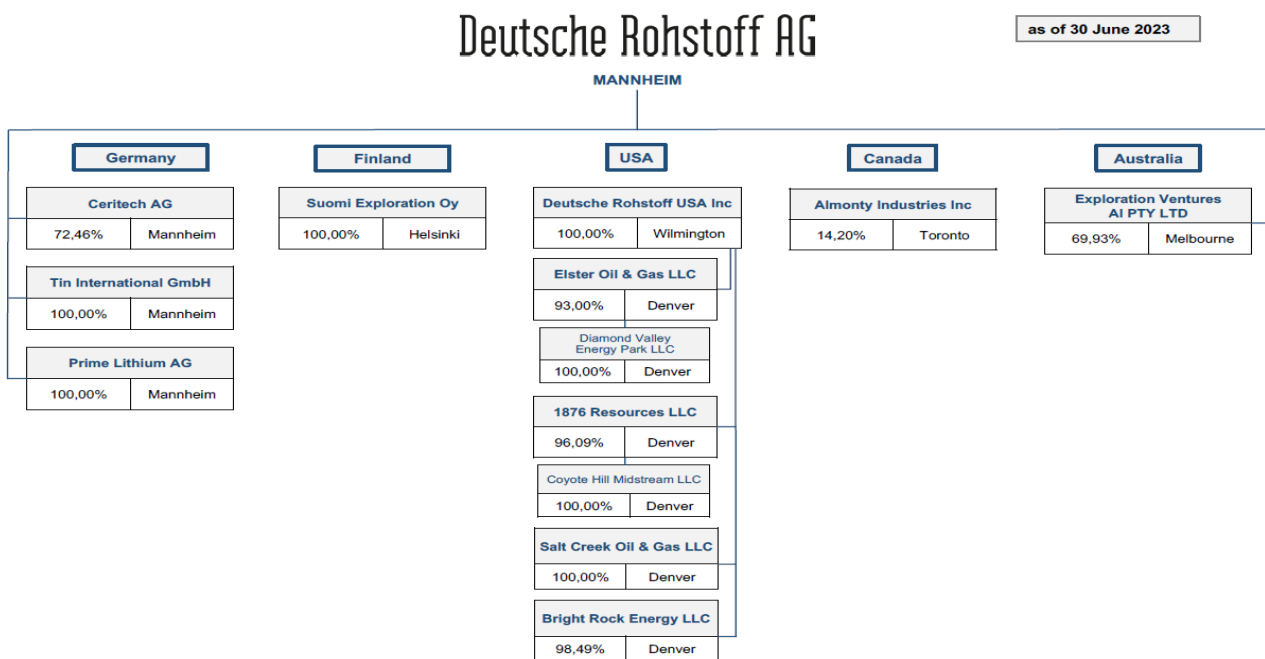 Deutsche Rohstoff AG
as of 30 June 2023
MANNHEIM
Germany
Finland
USA
Canada
Australia
Ceritech AG
72,46% Mannheim
Tin International GmbH
100,00% Mannheim
Prime Lithium AG
100,00% Mannheim
Suomi Exploration Oy
100,00% Helsinki
Deutsche Rohstoff USA Inc
100,00% Wilmington
Elster Oil & Gas LLC
93,00% Denver
Diamond Valley
Energy Park LLC
100,00% Denver
1876 Resources LLC
96,09% Denver
Coyote Hill Midstream LLC
100,00% Denver
Salt Creek Oil & Gas LLC
100,00% Denver
Bright Rock Energy LLC
98,49% Denver
Almonty Industries Inc
14,20% Toronto
Exploration Ventures
AI PTY LTD
69,93% Melbourne